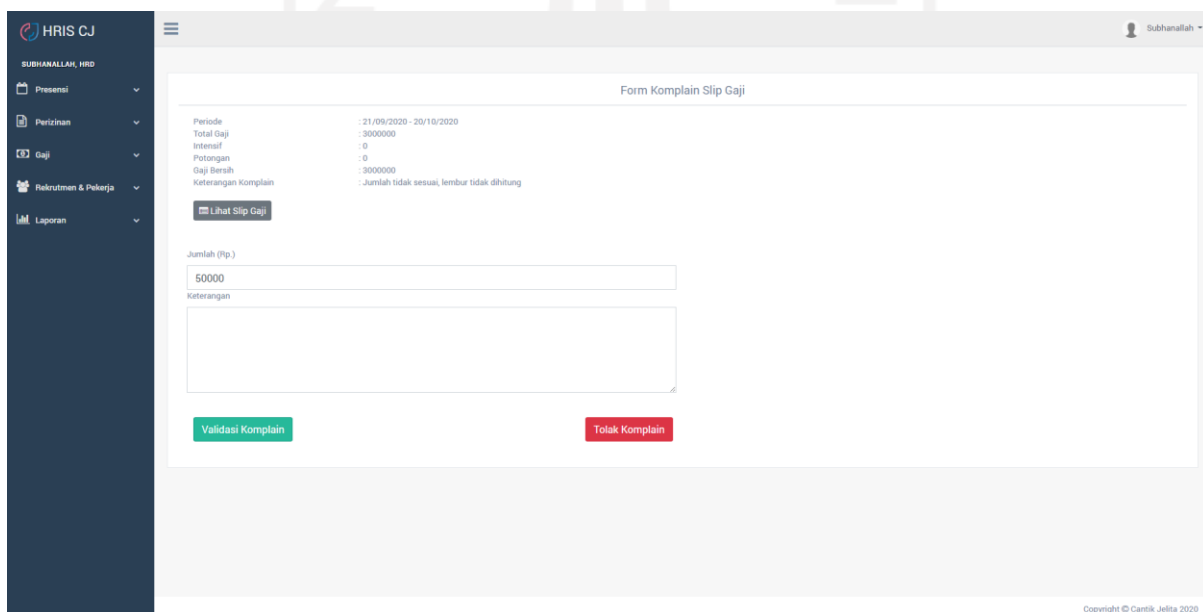 HRIS CJ
Subhanallah
SUBHANALLAH, HRD
Presensi
Perizinan
Gaji
Rekrutmen & Pekerja
Laporan
Form Komplain Slip Gaji
Periode : 21/09/2020 - 20/10/2020
Total Gaji : 3000000
Intensif : 0
Potongan : 0
Gaji Bersih : 3000000
Keterangan Komplain : Jumlah tidak sesuai, lembur tidak dihitung
Lihat Slip Gaji
Jumlah (Rp.)
50000
Keterangan
Validasi Komplain Tolak Komplain
Copyright © Cantik Jelita 2020